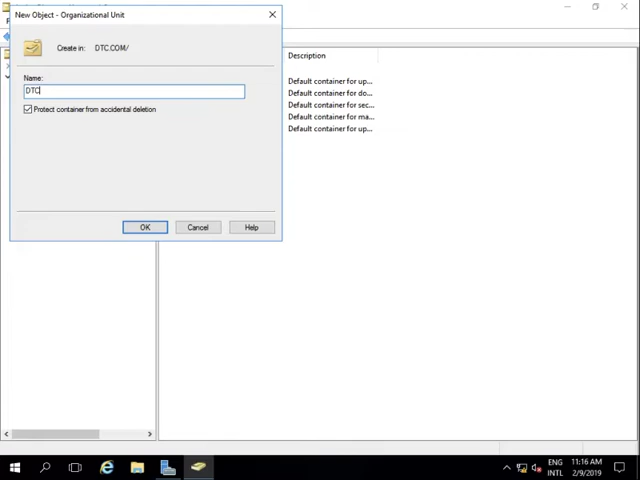 New Object - Organizational Unit
Create in: DTC.COM/
Name:
DTC
Protect container from accidental deletion
OK Cancel Help
Description
Default container for up...
Default container for do...
Default container for sec...
Default container for ma...
Default container for up...
ENG 11:16 AM
INTL 2/9/2019